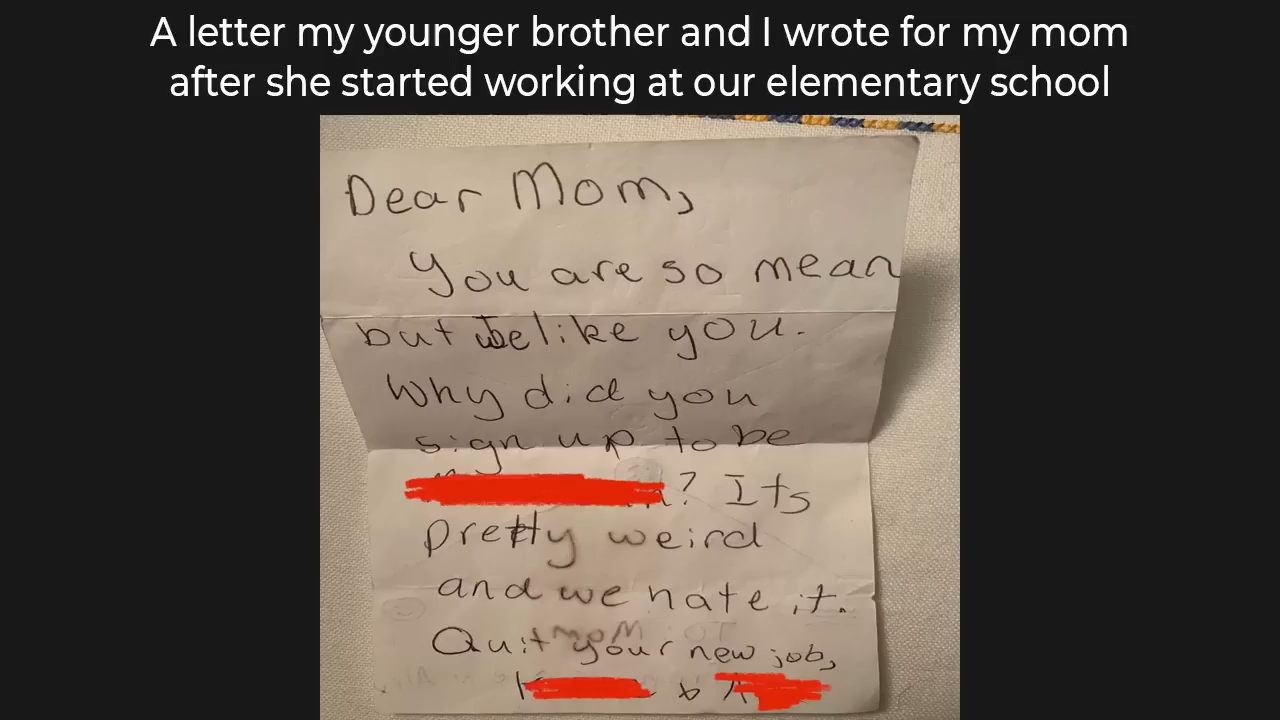 A letter my younger brother and I wrote for my mom
after she started working at our elementary school
Dear Mom,
You are so mean
but we like you.
Why did you
sign up to be
? Its
pretty weird
and we hate it.
MOM TO
Quit your new job,
&